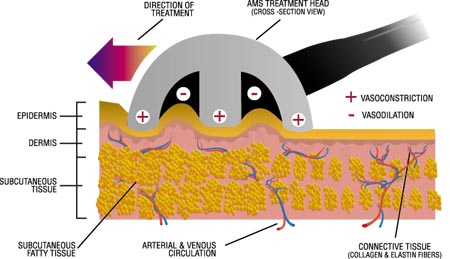 DIRECTION OF
TREATMENT
AMS TREATMENT HEAD
(CROSS -SECTION VIEW)
- -
+ + +
+ VASOCONSTRICTION
- VASODILATION
EPIDERMIS
DERMIS
SUBCUTANEOUS
TISSUE
SUBCUTANEOUS
FATTY TISSUE
ARTERIAL & VENOUS
CIRCULATION
CONNECTIVE TISSUE
(COLLAGEN & ELASTIN FIBERS)